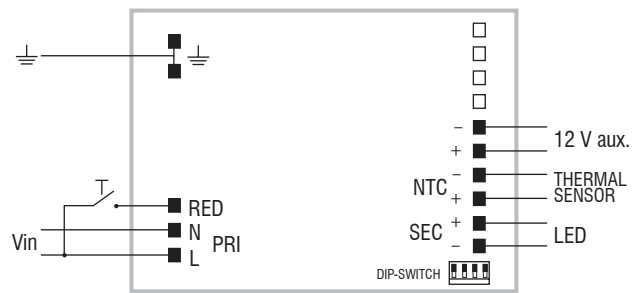 −
12 V aux.
+
−
NTC
THERMAL
SENSOR
+
RED
+
SEC
LED
−
N
PRI
Vin
L
DIP-SWITCH